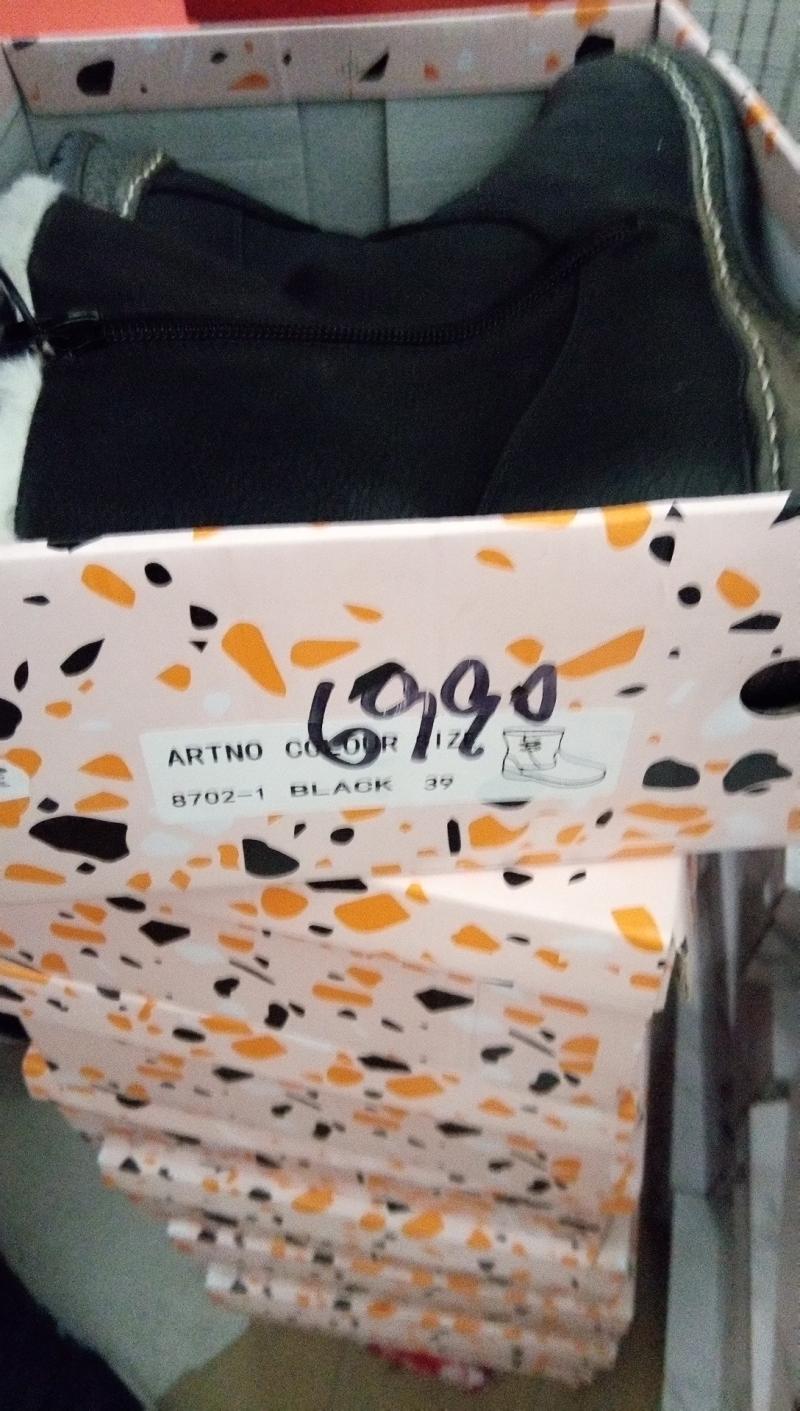 6990
ARTNO COLOUR SIZE
8702-1 BLACK 39